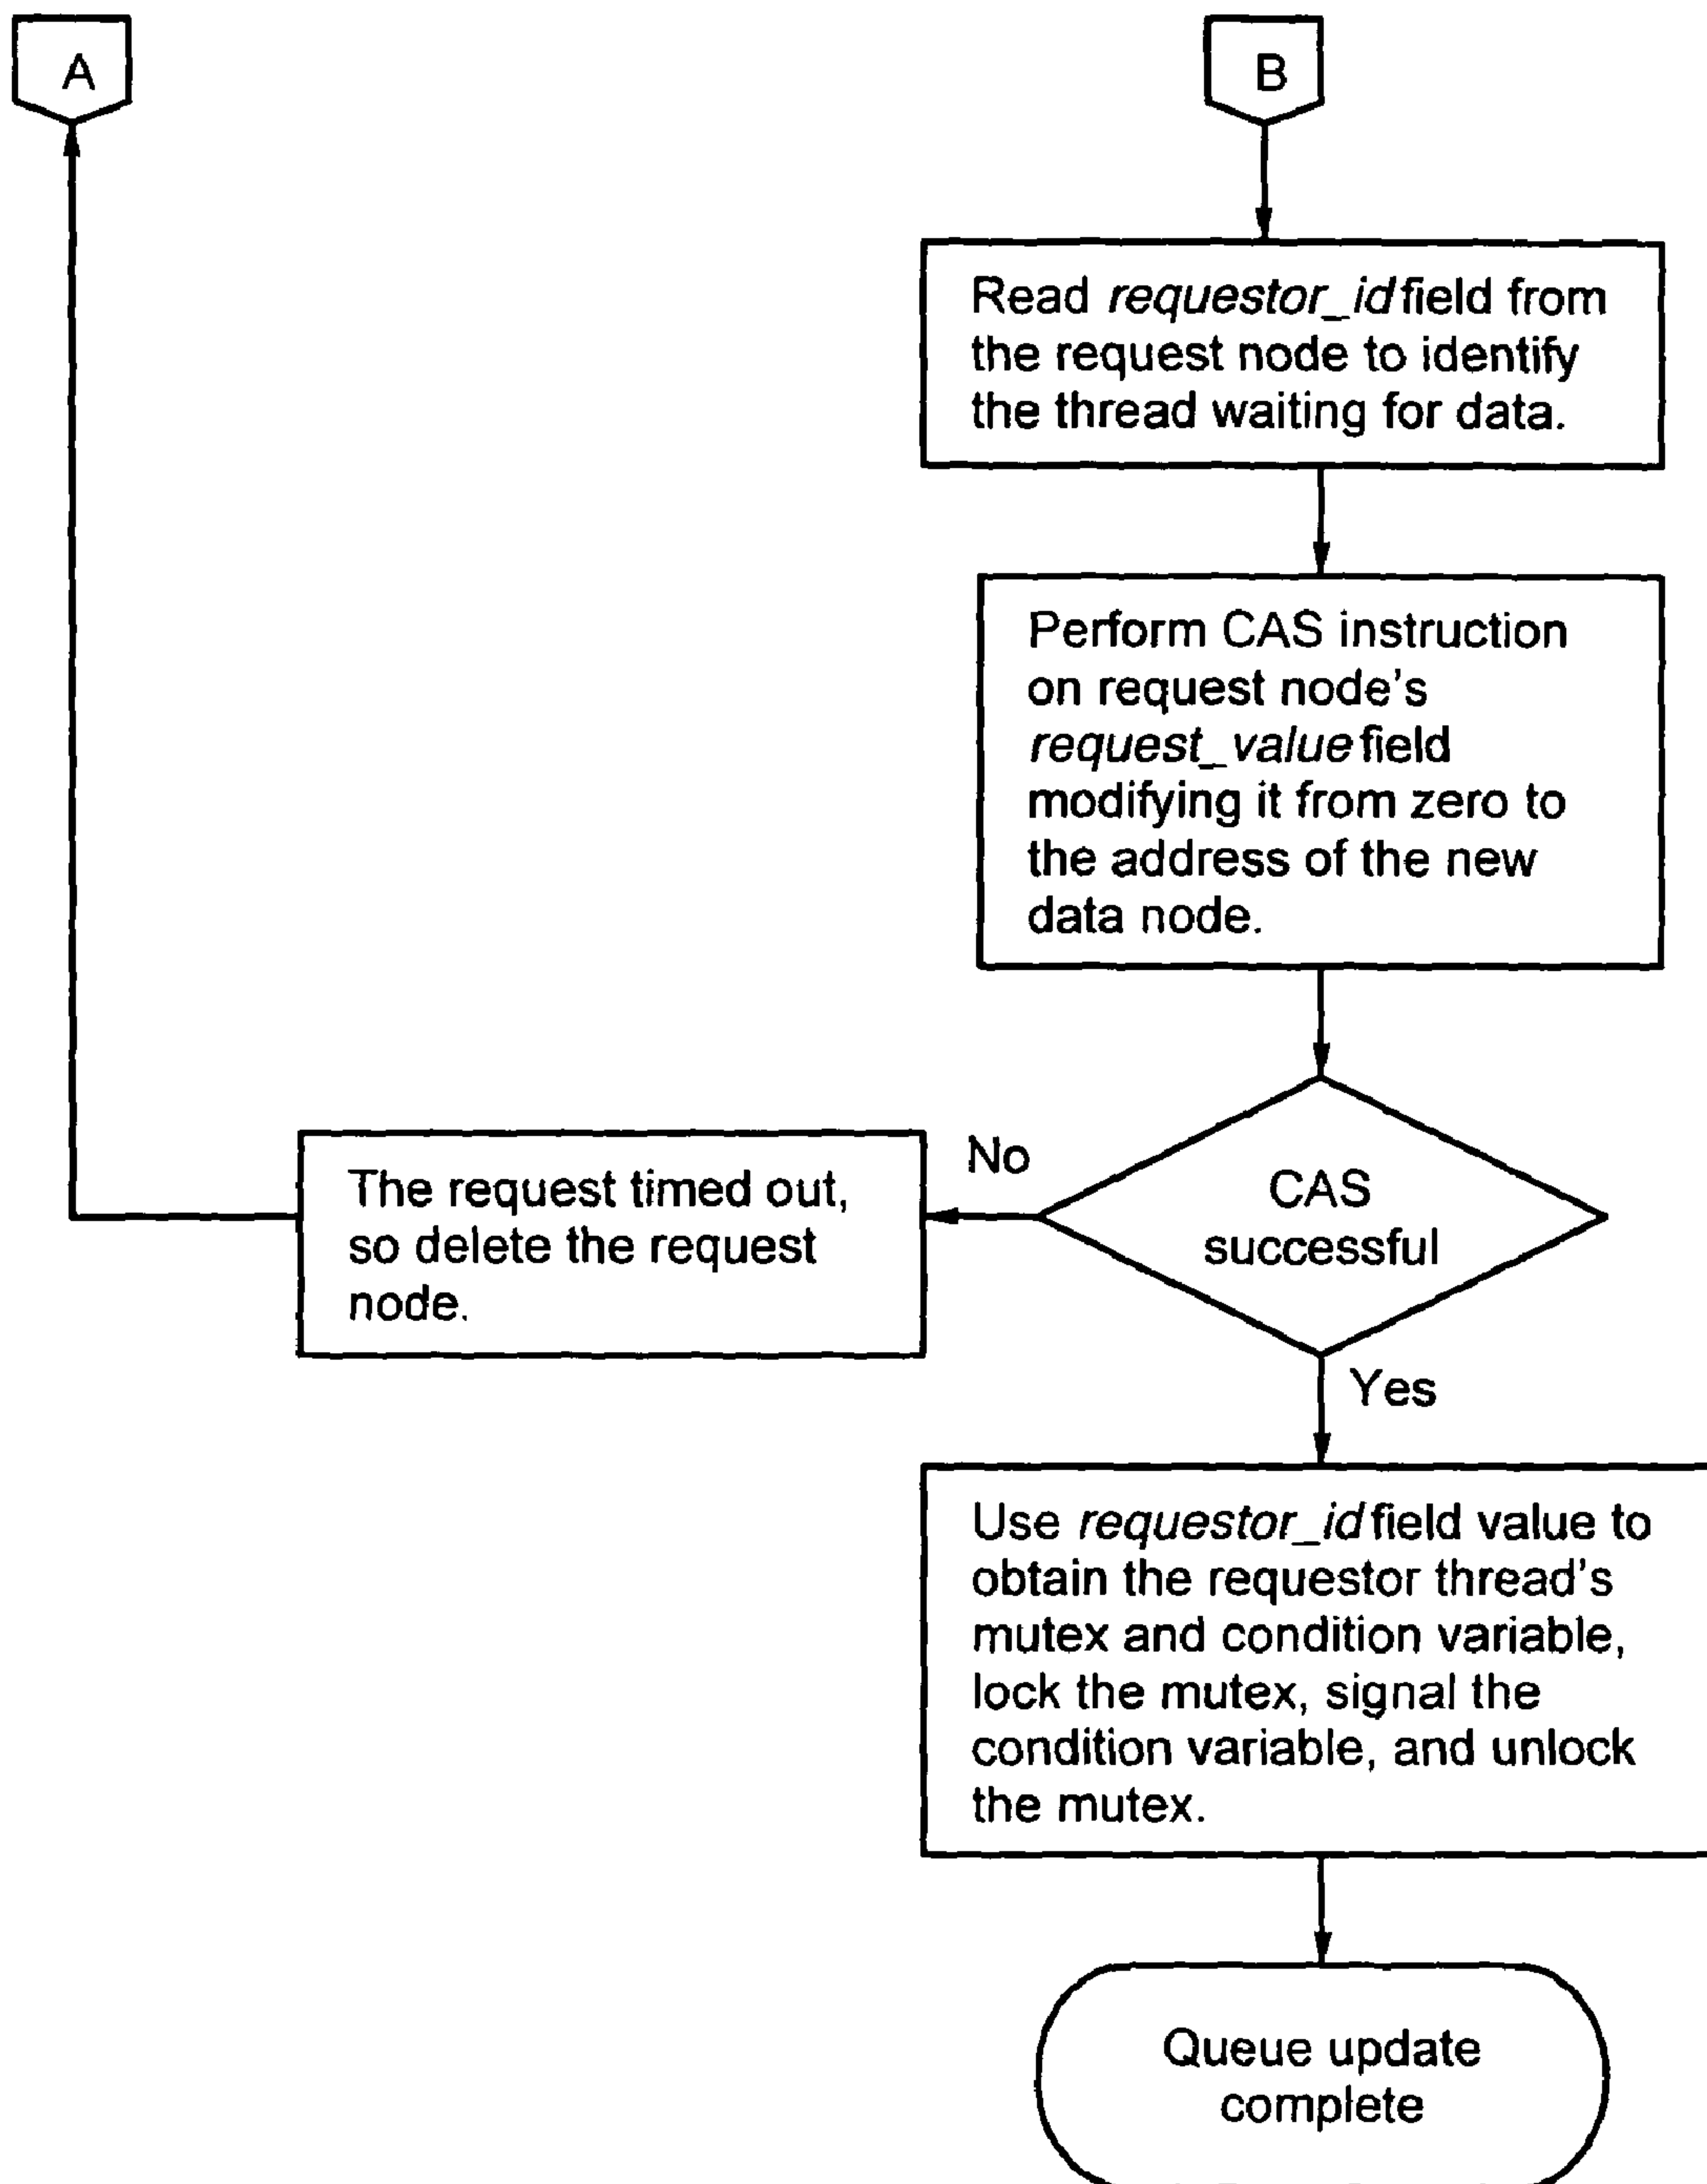 A
B
Read requestor_id field from
the request node to identify
the thread waiting for data.
Perform CAS instruction
on request node's
request_value field
modifying it from zero to
the address of the new
data node.
No
The request timed out,
so delete the request
node.
CAS
successful
Yes
Use requestor_id field value to
obtain the requestor thread's
mutex and condition variable,
lock the mutex, signal the
condition variable, and unlock
the mutex.
Queue update
complete